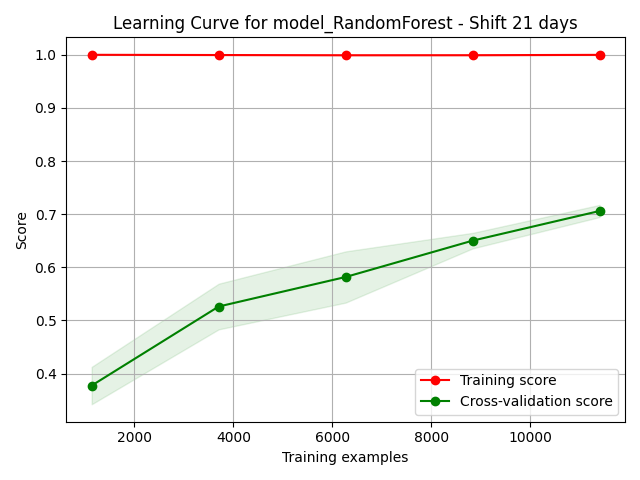 Learning Curve for model_RandomForest - Shift 21 days
1.0
0.9
0.8
0.7
0.6
0.5
0.4
Score
2000 4000 6000 8000 10000
Training examples
Training score
Cross-validation score